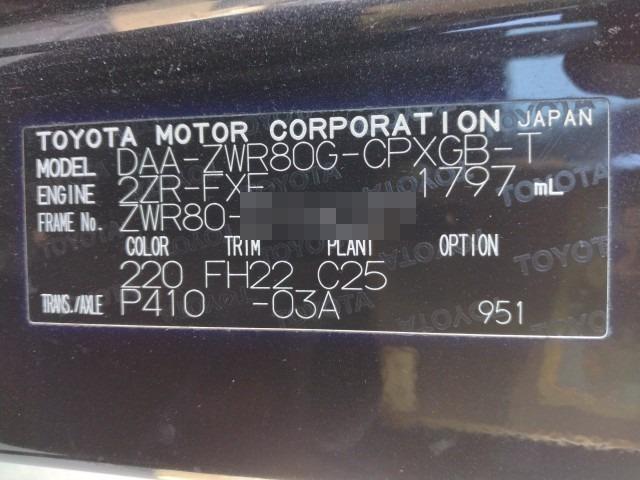 TOYOTA MOTOR CORPORATION JAPAN
MODEL DAA-ZWR80G-CPXGB-T
ENGINE 2ZR-FXE 1797 mL
FRAME No. ZWR80-
COLOR TRIM PLANT OPTION
220 FH22 C25
TRANS./AXLE P410 -03A 951